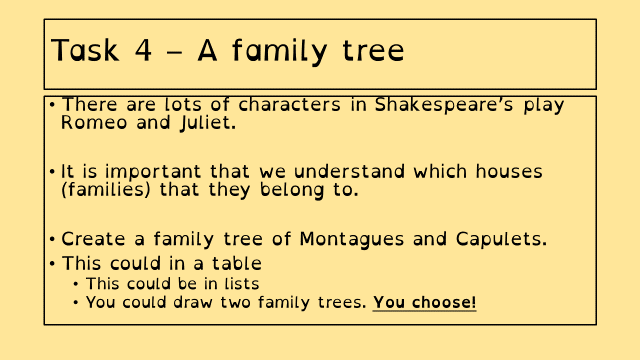 Task 4 – A family tree
• There are lots of characters in Shakespeare's play
Romeo and Juliet.
• It is important that we understand which houses
(families) that they belong to.
• Create a family tree of Montagues and Capulets.
• This could in a table
• This could be in lists
• You could draw two family trees. You choose!